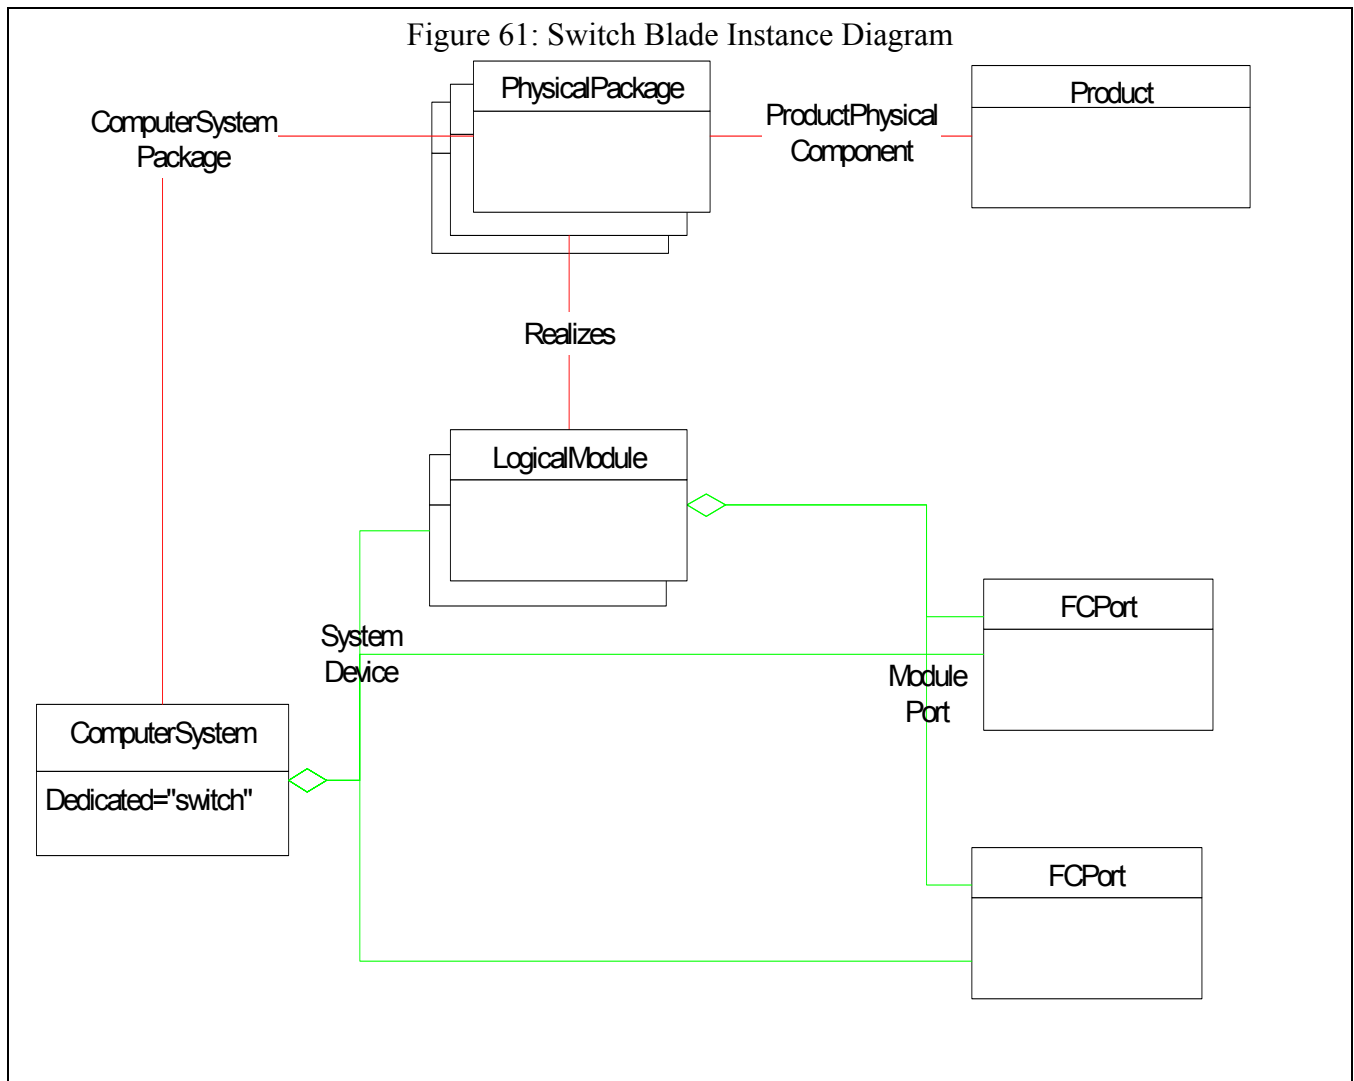 Figure 61: Switch Blade Instance Diagram
PhysicalPackage
Product
ComputerSystem
Package
ProductPhysical
Component
Realizes
LogicalModule
FCPort
System
Device
Module
Port
ComputerSystem
Dedicated="switch"
FCPort